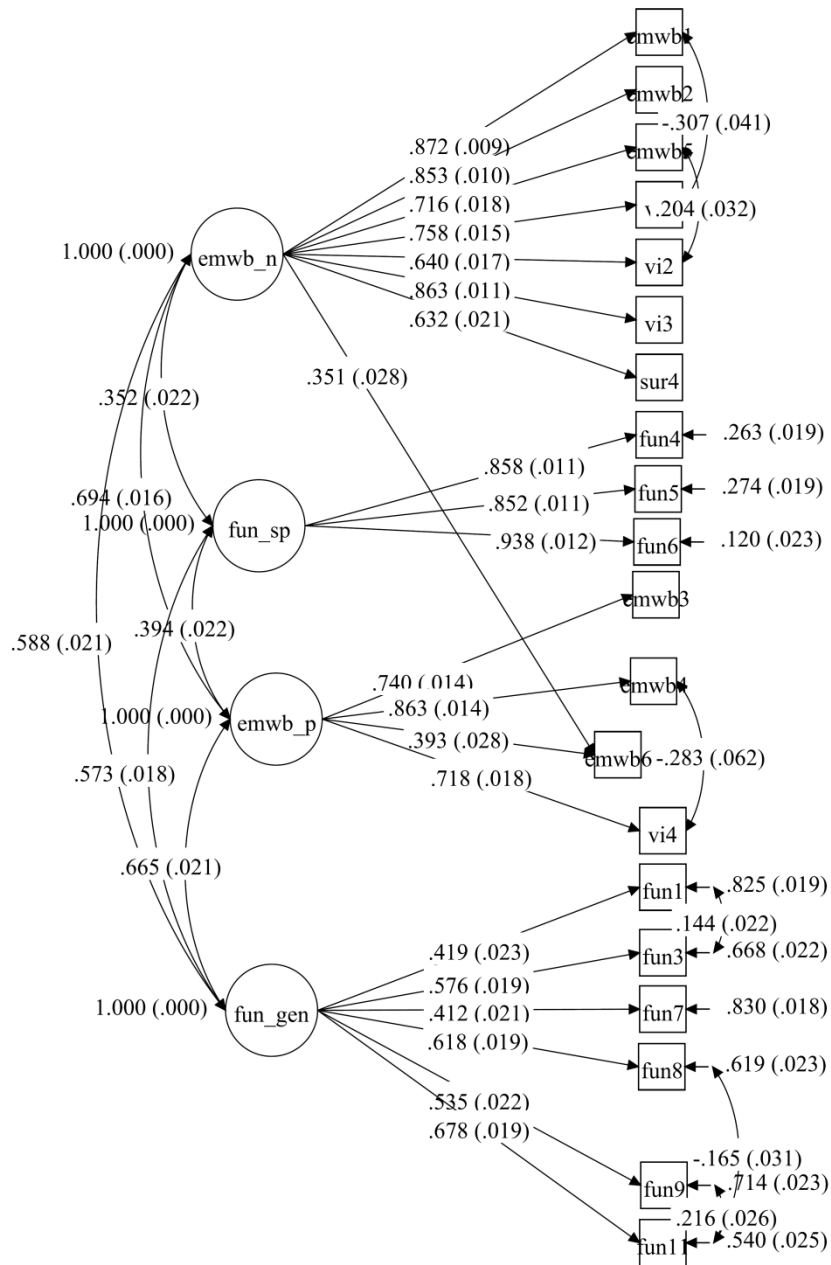 emwb1
emwb2
-.307 (.041)
.872 (.009)
emwb5
.853 (.010)
.716 (.018)
.204 (.032)
.758 (.015)
1.000 (.000)
emwb_n
.640 (.017)
vi2
.863 (.011)
vi3
.632 (.021)
.351 (.028)
sur4
.352 (.022)
fun4
.263 (.019)
.858 (.011)
.694 (.016)
.852 (.011)
fun5
.274 (.019)
1.000 (.000)
fun_sp
.938 (.012)
fun6
.120 (.023)
emwb3
.394 (.022)
.588 (.021)
.740 (.014)
emwb4
.863 (.014)
1.000 (.000)
emwb_p
.393 (.028)
emwb6
-.283 (.062)
.573 (.018)
.718 (.018)
vi4
.665 (.021)
fun1
.825 (.019)
.144 (.022)
.419 (.023)
fun3
.668 (.022)
.576 (.019)
1.000 (.000)
fun_gen
.412 (.021)
fun7
.830 (.018)
.618 (.019)
fun8
.619 (.023)
.535 (.022)
.678 (.019)
-.165 (.031)
fun9
.714 (.023)
.216 (.026)
fun11
.540 (.025)